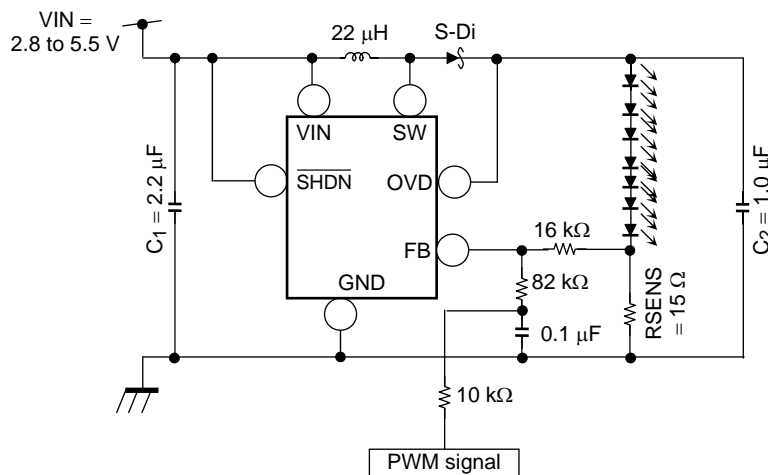 VIN =
2.8 to 5.5 V
22 μH
S-Di
VIN
SW
SHDN
OVD
C1 = 2.2 μF
C2 = 1.0 μF
FB
16 kΩ
GND
82 kΩ
RSENS
= 15 Ω
0.1 μF
10 kΩ
PWM signal